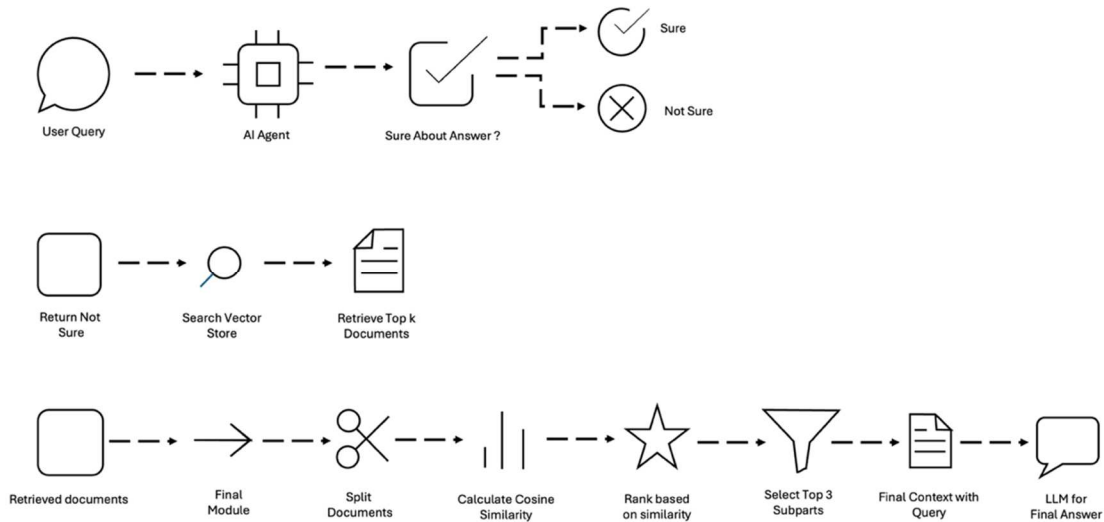 Sure
User Query
AI Agent
Sure About Answer ?
Not Sure
Return Not
Sure
Search Vector
Store
Retrieve Top k
Documents
Retrieved documents
Final
Module
Split
Documents
Calculate Cosine
Similarity
Rank based
on similarity
Select Top 3
Subparts
Final Context with
Query
LLM for
Final Answer